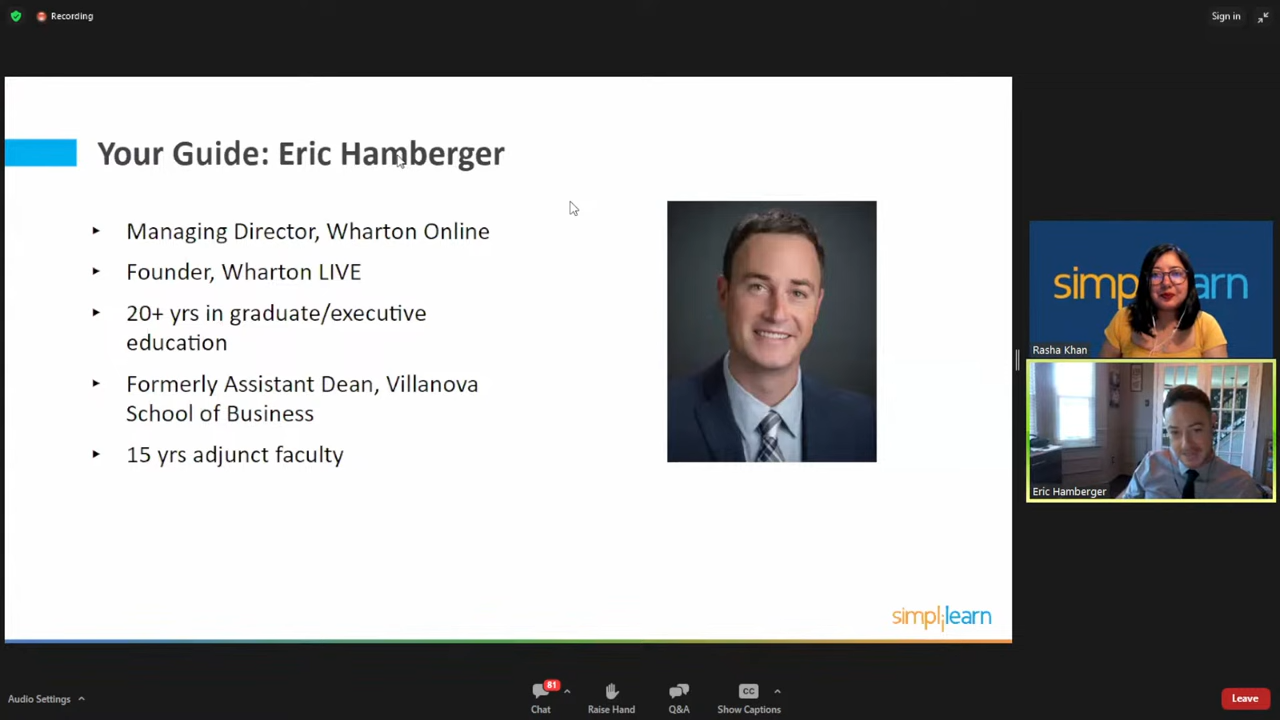 Recording
Sign in
Your Guide: Eric Hamberger
▸ Managing Director, Wharton Online
▸ Founder, Wharton LIVE
▸ 20+ yrs in graduate/executive
education
▸ Formerly Assistant Dean, Villanova
School of Business
▸ 15 yrs adjunct faculty
simplilearn
simp arn
Rasha Khan
Eric Hamberger
Audio Settings
81
Chat
Raise Hand
Q&A
CC
Show Captions
Leave